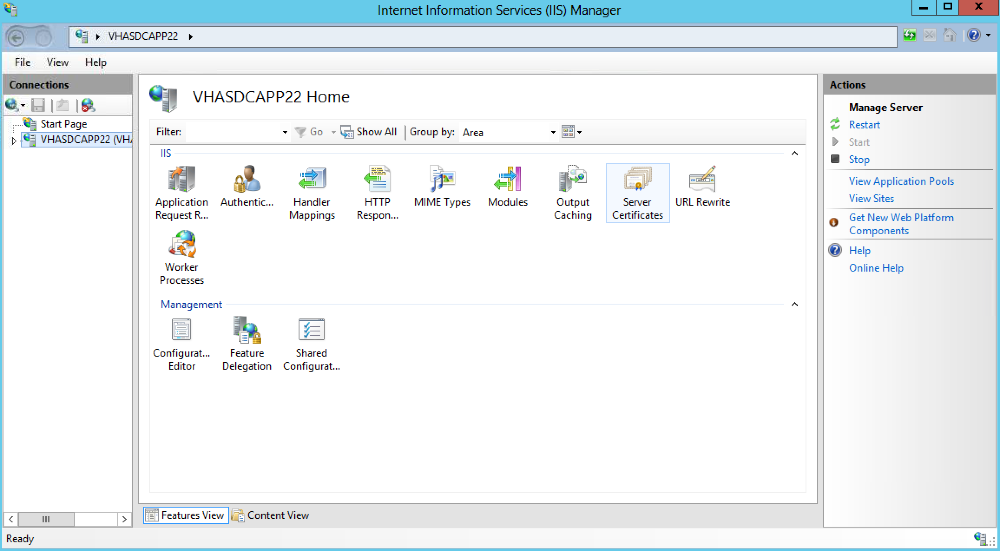 Internet Information Services (IIS) Manager
VHASDCAPP22
File View Help
Connections
Start Page
VHASDCAPP22 (VHA
VHASDCAPP22 Home
Filter: Go Show All Group by: Area
IIS
Application Request R...
Authentic...
Handler Mappings
HTTP Respon...
MIME Types
Modules
Output Caching
Server Certificates
URL Rewrite
Worker Processes
Management
Configurat... Editor
Feature Delegation
Shared Configurat...
Features View
Content View
Actions
Manage Server
Restart
Start
Stop
View Application Pools
View Sites
Get New Web Platform
Components
Help
Online Help
Ready